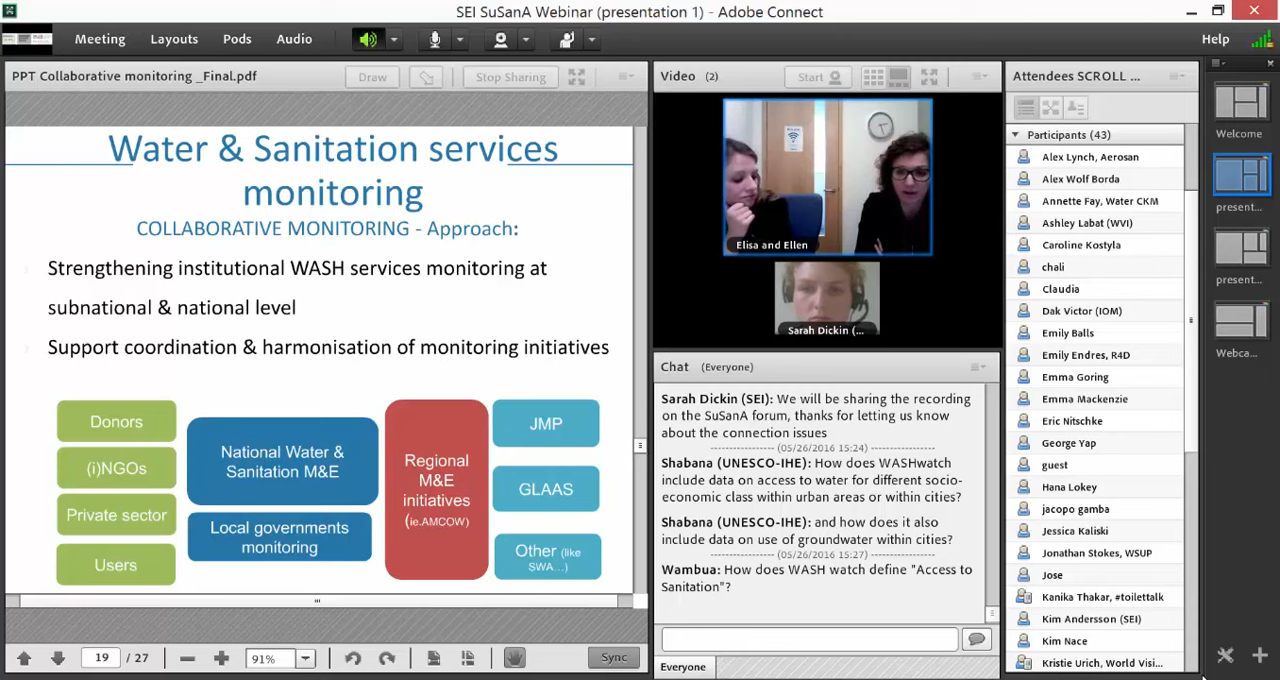 SEI SuSanA Webinar (presentation 1) - Adobe Connect
Meeting
Layouts
Pods
Audio
Help
PPT Collaborative monitoring _Final.pdf
Draw
Stop Sharing
Water & Sanitation services
monitoring
COLLABORATIVE MONITORING - Approach:
Strengthening institutional WASH services monitoring at
subnational & national level
Support coordination & harmonisation of monitoring initiatives
Donors
(i)NGOs
Private sector
Users
National Water &
Sanitation M&E
Local governments
monitoring
Regional
M&E
initiatives
(ie.AMCOW)
JMP
GLAAS
Other (like
SWA...)
19 / 27
91%
Sync
Video (2)
Start
Elisa and Ellen
Sarah Dickin (...
Chat (Everyone)
Sarah Dickin (SEI): We will be sharing the recording
on the SuSanA forum, thanks for letting us know
about the connection issues
(05/26/2016 15:24)
Shabana (UNESCO-IHE): How does WASHwatch
include data on access to water for different socio-
economic class within urban areas or within cities?
Shabana (UNESCO-IHE): and how does it also
include data on use of groundwater within cities?
(05/26/2016 15:27)
Wambua: How does WASH watch define "Access to
Sanitation"?
Everyone
Attendees SCROLL ...
Participants (43)
Alex Lynch, Aerosan
Alex Wolf Borda
Annette Fay, Water CKM
Ashley Labat (WVI)
Caroline Kostyla
chali
Claudia
Dak Victor (IOM)
Emily Balls
Emily Endres, R4D
Emma Goring
Emma Mackenzie
Eric Nitschke
George Yap
guest
Hana Lokey
jacopo gamba
Jessica Kaliski
Jonathan Stokes, WSUP
Jose
Kanika Thakar, #toilettalk
Kim Andersson (SEI)
Kim Nace
Kristie Urich, World Visi...
Welcome
present...
present...
Webca...